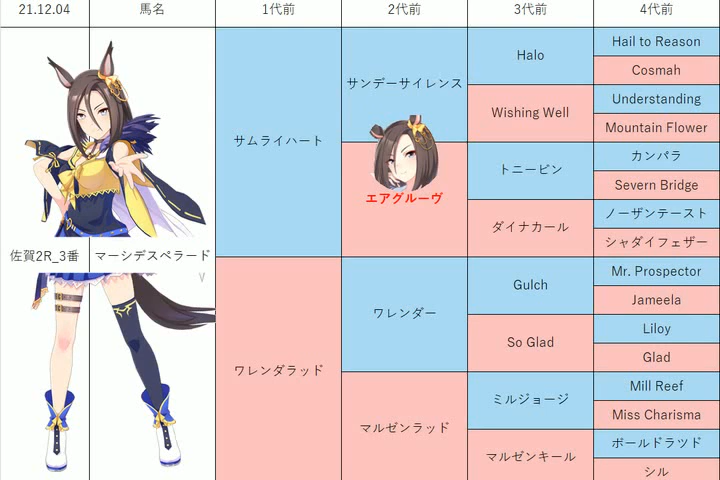 21.12.04 馬名 1代前 2代前 3代前 4代前
佐賀2R_3番 マーシデスペラード
サムライハート
ワレンダラッド
サンデーサイレンス
エアグルーヴ
ワレンダー
マルゼンラッド
Halo
Wishing Well
トニービン
ダイナカール
Gulch
So Glad
ミルジョージ
マルゼンキール
Hail to Reason
Cosmah
Understanding
Mountain Flower
カンパラ
Severn Bridge
ノーザンテースト
シャダイフェザー
Mr. Prospector
Jameela
Liloy
Glad
Mill Reef
Miss Charisma
ボールドラツド
シル